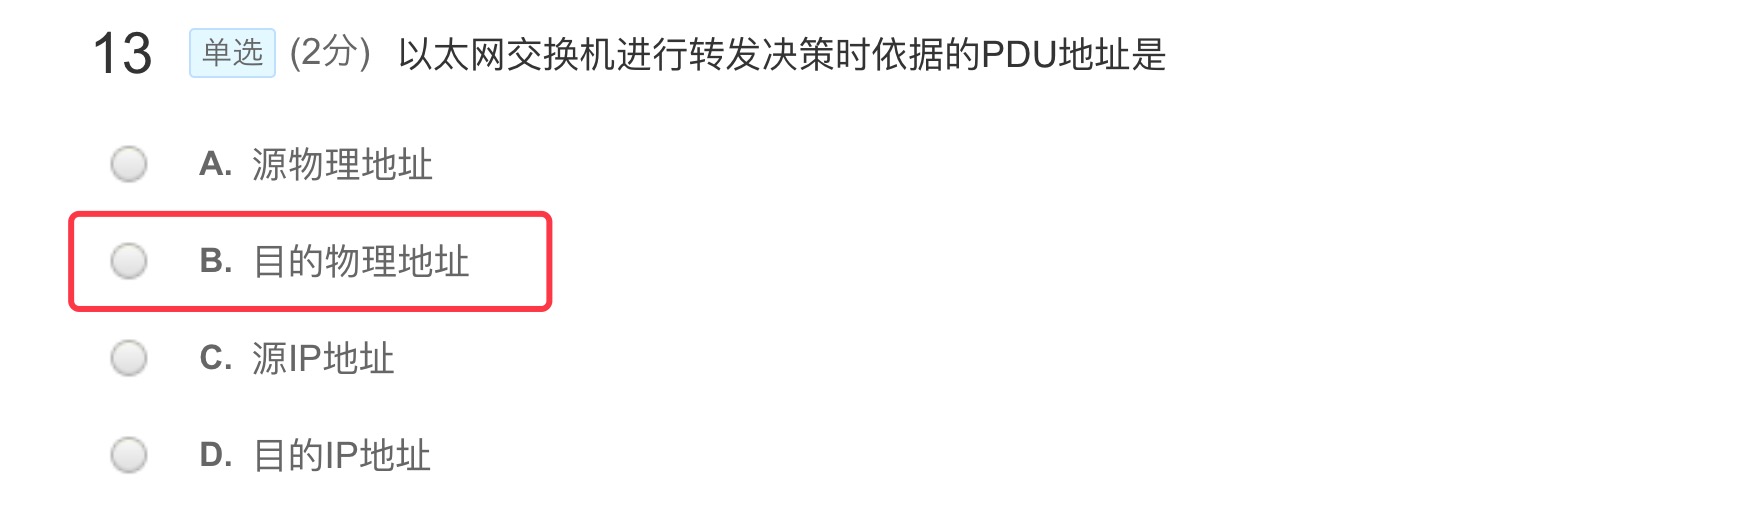 13 单选 (2分) 以太网交换机进行转发决策时依据的PDU地址是
A. 源物理地址
B. 目的物理地址
C. 源IP地址
D. 目的IP地址